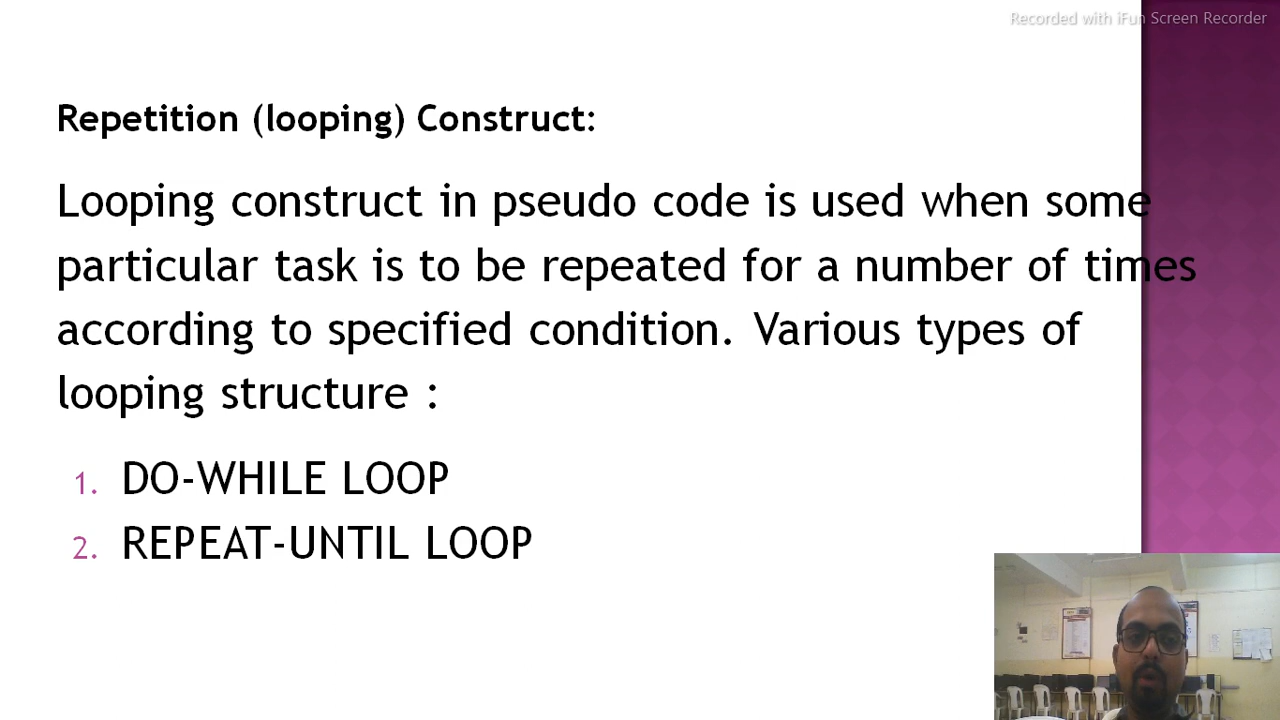 Recorded with iFun Screen Recorder
Repetition (looping) Construct:
Looping construct in pseudo code is used when some
particular task is to be repeated for a number of times
according to specified condition. Various types of
looping structure :
1. DO-WHILE LOOP
2. REPEAT-UNTIL LOOP